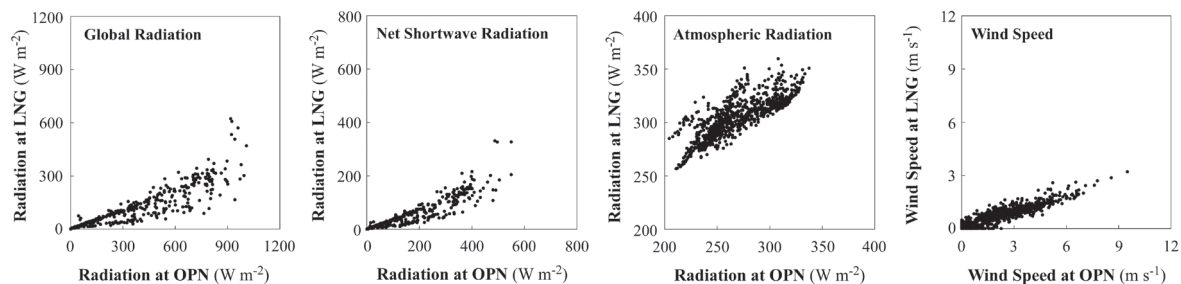 Global Radiation
Radiation at LNG (W m-2)
1200
900
600
300
0
0 300 600 900 1200
Radiation at OPN (W m-2)
Net Shortwave Radiation
Radiation at LNG (W m-2)
800
600
400
200
0
0 200 400 600 800
Radiation at OPN (W m-2)
Atmospheric Radiation
Radiation at LNG (W m-2)
400
350
300
250
200
200 250 300 350 400
Radiation at OPN (W m-2)
Wind Speed
Wind Speed at LNG (m s-1)
12
9
6
3
0
0 3 6 9 12
Wind Speed at OPN (m s-1)